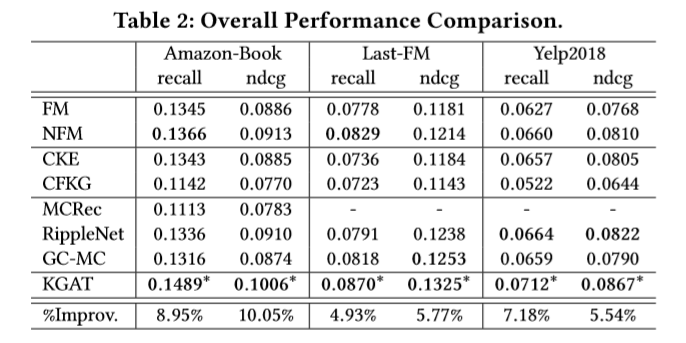 Table 2: Overall Performance Comparison.
Amazon-Book Last-FM Yelp2018
recall ndcg recall ndcg recall ndcg
FM 0.1345 0.0886 0.0778 0.1181 0.0627 0.0768
NFM 0.1366 0.0913 0.0829 0.1214 0.0660 0.0810
CKE 0.1343 0.0885 0.0736 0.1184 0.0657 0.0805
CFKG 0.1142 0.0770 0.0723 0.1143 0.0522 0.0644
MCRec 0.1113 0.0783 - - - -
RippleNet 0.1336 0.0910 0.0791 0.1238 0.0664 0.0822
GC-MC 0.1316 0.0874 0.0818 0.1253 0.0659 0.0790
KGAT 0.1489* 0.1006* 0.0870* 0.1325* 0.0712* 0.0867*
%Improv. 8.95% 10.05% 4.93% 5.77% 7.18% 5.54%